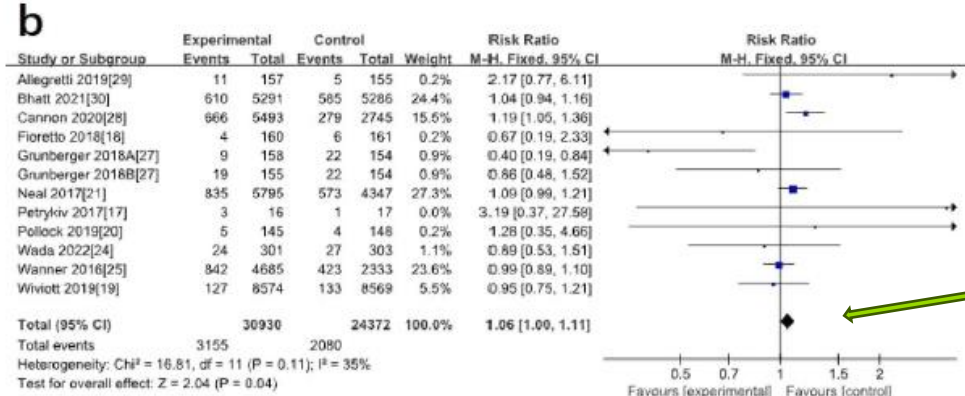 b
Experimental Control Risk Ratio Risk Ratio
Study or Subgroup Events Total Events Total Weight M-H, Fixed, 95% CI M-H, Fixed, 95% CI
Allegretti 2019[29] 11 157 5 155 0.2% 2.17 [0.77, 6.11]
Bhatt 2021[30] 610 5291 585 5286 24.4% 1.04 [0.94, 1.16]
Cannon 2020[28] 666 5493 279 2745 15.5% 1.19 [1.05, 1.36]
Fioretto 2018[18] 4 160 6 161 0.2% 0.67 [0.19, 2.33]
Grunberger 2018A[27] 9 158 22 154 0.9% 0.40 [0.19, 0.84]
Grunberger 2018B[27] 19 155 22 154 0.9% 0.86 [0.48, 1.52]
Neal 2017[21] 835 5795 573 4347 27.3% 1.09 [0.99, 1.21]
Petrykiv 2017[17] 3 16 1 17 0.0% 3.19 [0.37, 27.58]
Pollock 2019[20] 5 145 4 148 0.2% 1.28 [0.35, 4.66]
Wada 2022[24] 24 301 27 303 1.1% 0.89 [0.53, 1.51]
Wanner 2016[25] 842 4685 423 2333 23.6% 0.99 [0.89, 1.10]
Wiviott 2019[19] 127 8574 133 8569 5.5% 0.95 [0.75, 1.21]
Total (95% CI) 30930 24372 100.0% 1.06 [1.00, 1.11]
Total events 3155 2080
Heterogeneity: Chi² = 16.81, df = 11 (P = 0.11); I² = 35%
Test for overall effect: Z = 2.04 (P = 0.04)
0.5 0.7 1 1.5 2
Favours [experimental] Favours [control]